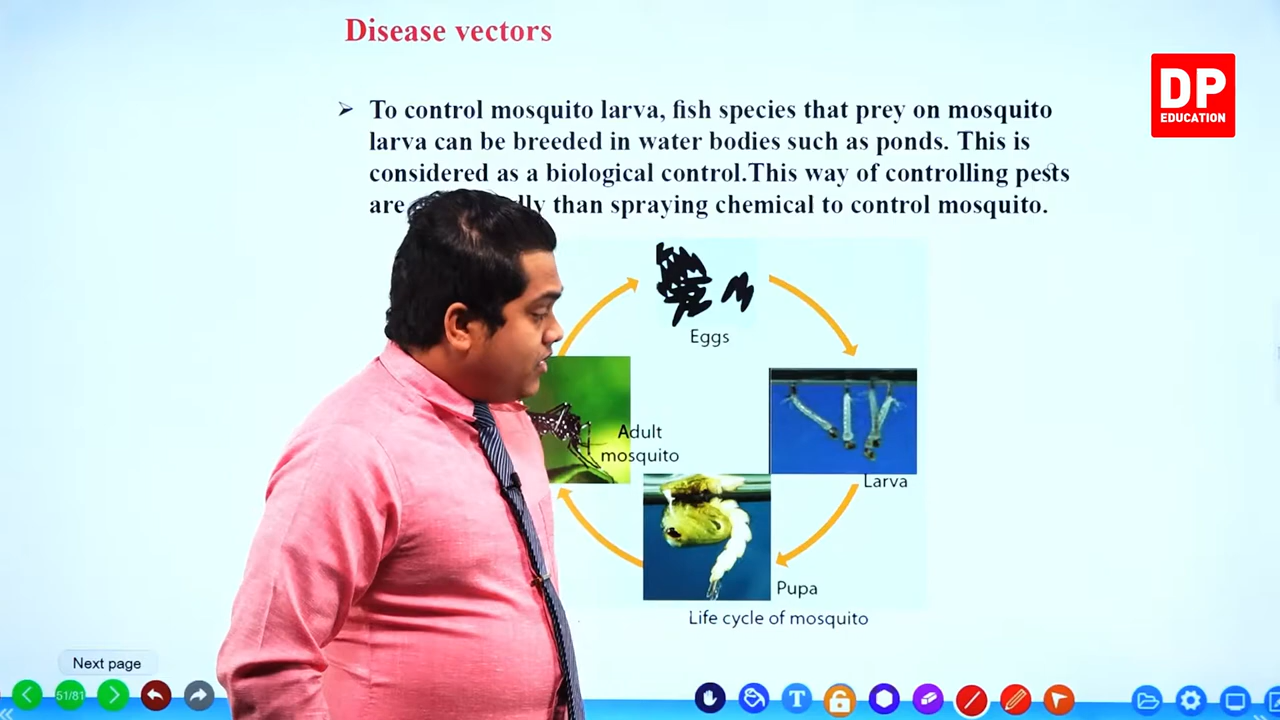 Disease vectors
DP
EDUCATION
➢ To control mosquito larva, fish species that prey on mosquito
larva can be breeded in water bodies such as ponds. This is
considered as a biological control.This way of controlling pests
are than spraying chemical to control mosquito.
Eggs
Adult
mosquito
Larva
Pupa
Life cycle of mosquito
Next page
51/81
T